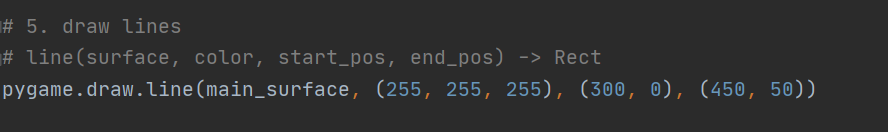 # 5. draw lines
# line(surface, color, start_pos, end_pos) -> Rect
pygame.draw.line(main_surface, (255, 255, 255), (300, 0), (450, 50))